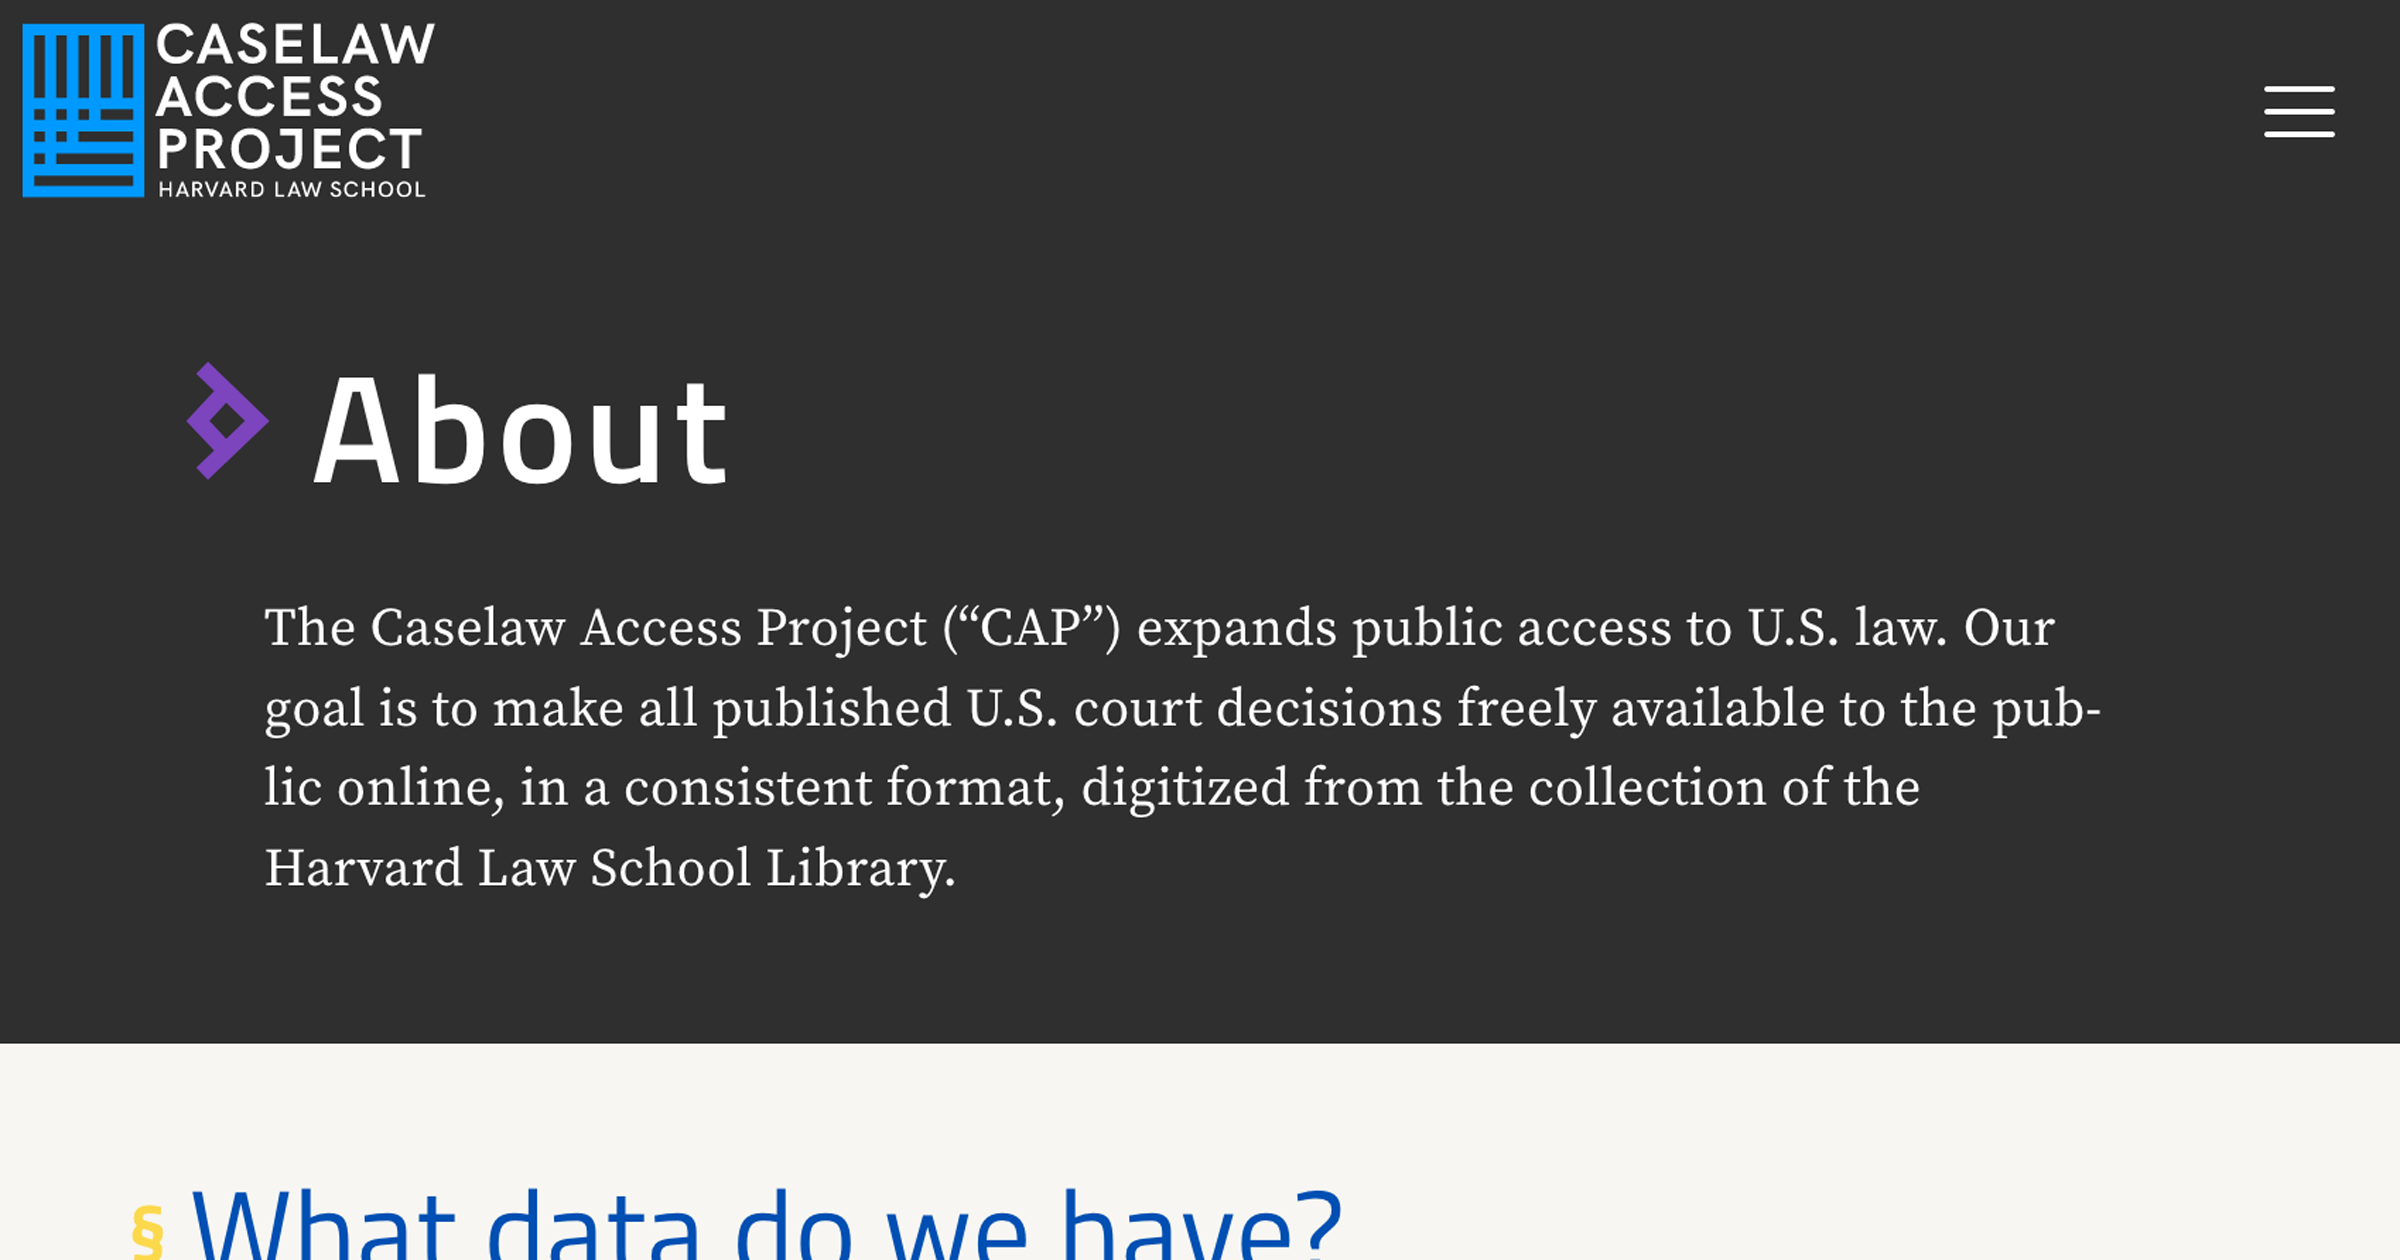 CASELAW
ACCESS
PROJECT
HARVARD LAW SCHOOL
About
The Caselaw Access Project (“CAP”) expands public access to U.S. law. Our
goal is to make all published U.S. court decisions freely available to the pub-
lic online, in a consistent format, digitized from the collection of the
Harvard Law School Library.
§ What data do we have?